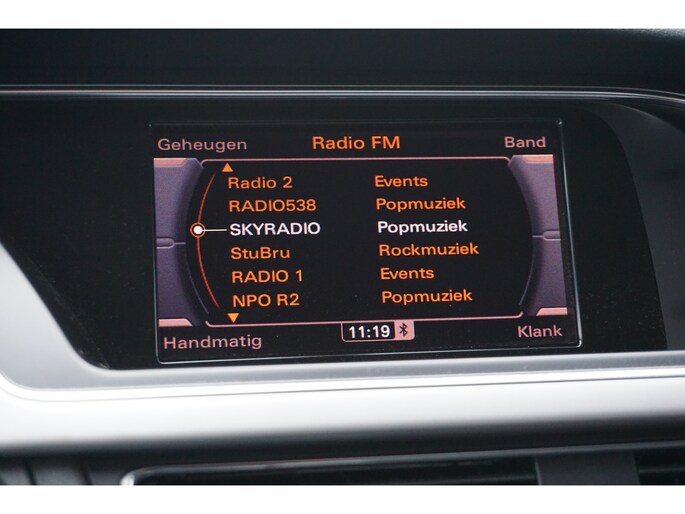 Geheugen Radio FM Band
Radio 2 Events
RADIO538 Popmuziek
SKYRADIO Popmuziek
StuBru Rockmuziek
RADIO 1 Events
NPO R2 Popmuziek
11:19
Handmatig Klank